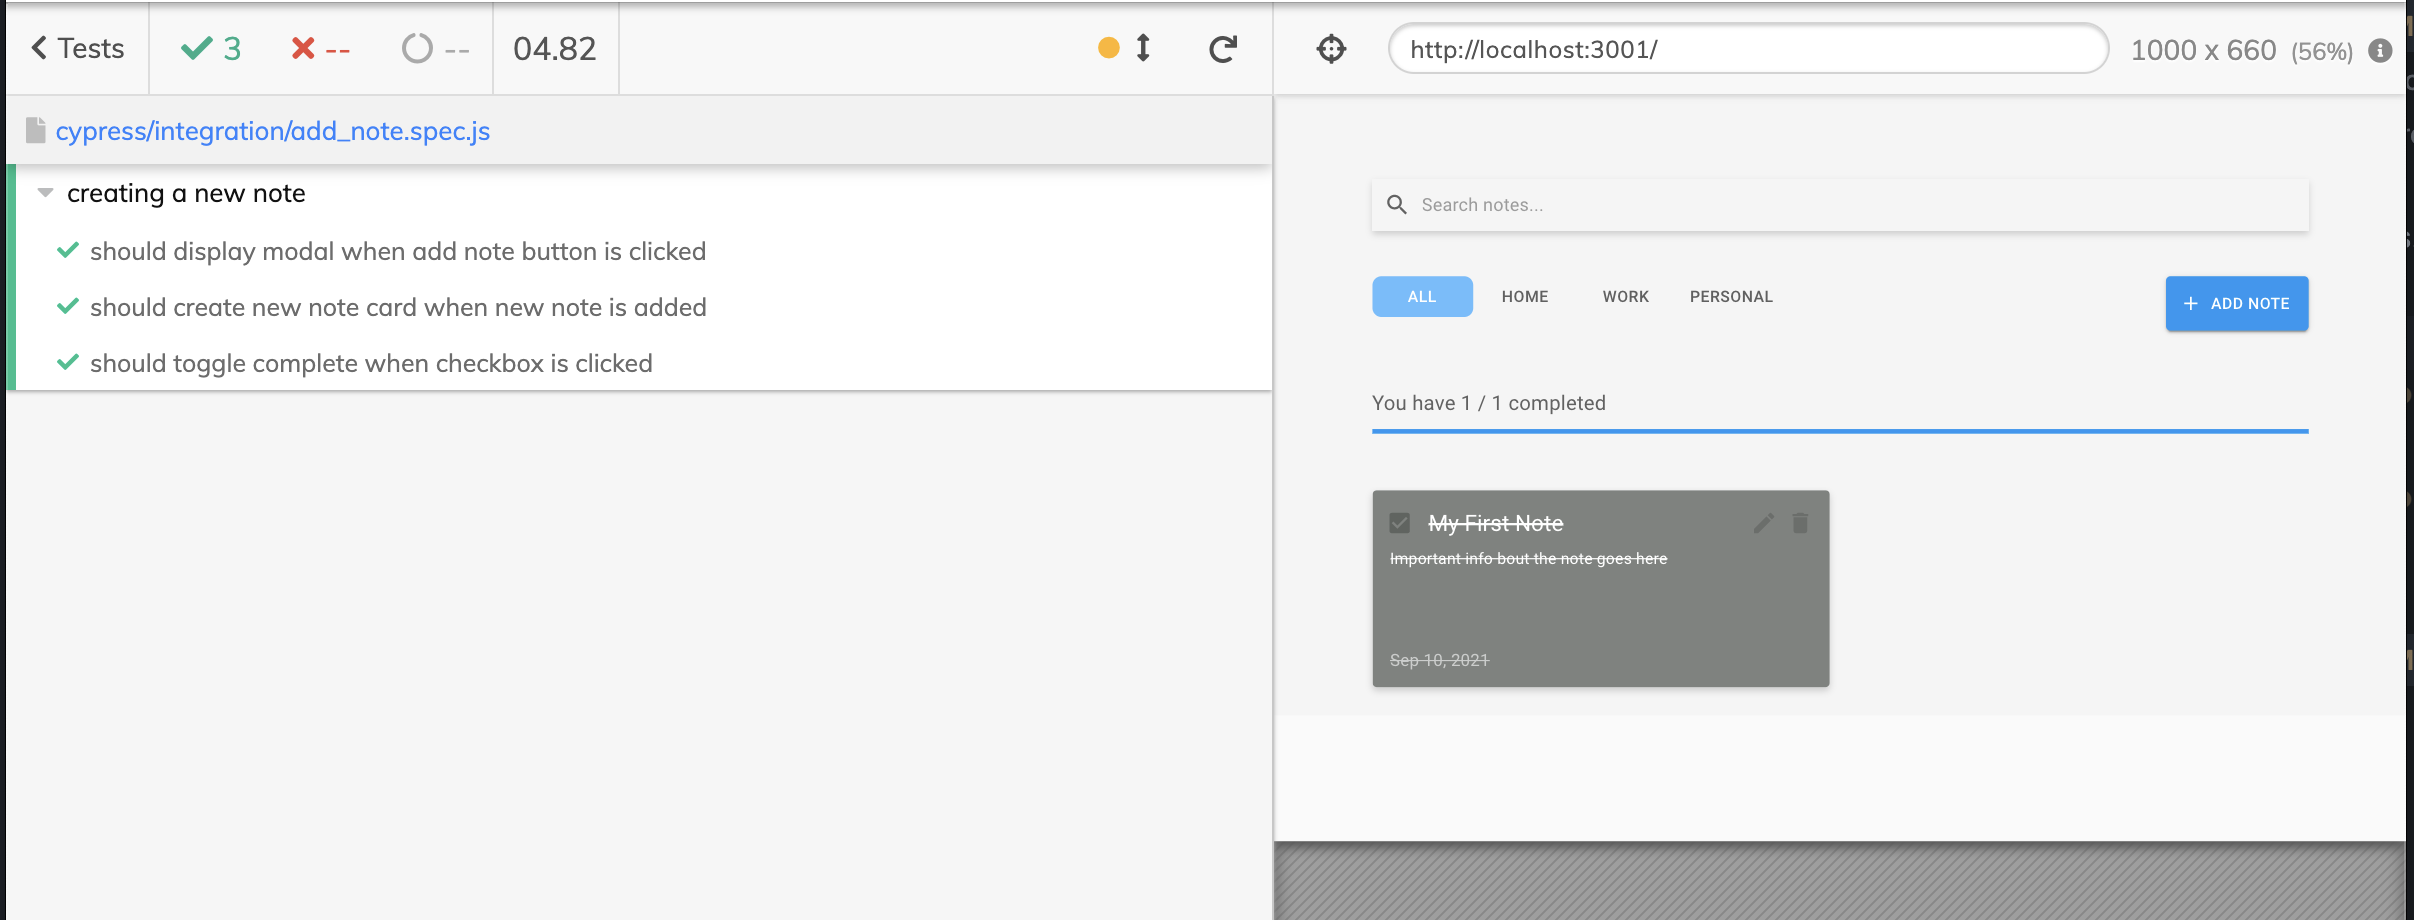 Tests 3 -- -- 04.82
cypress/integration/add_note.spec.js
creating a new note
should display modal when add note button is clicked
should create new note card when new note is added
should toggle complete when checkbox is clicked
http://localhost:3001/ 1000 x 660 (56%)
Search notes...
ALL HOME WORK PERSONAL + ADD NOTE
You have 1 / 1 completed
My First Note
Important info bout the note goes here
Sep 10, 2021